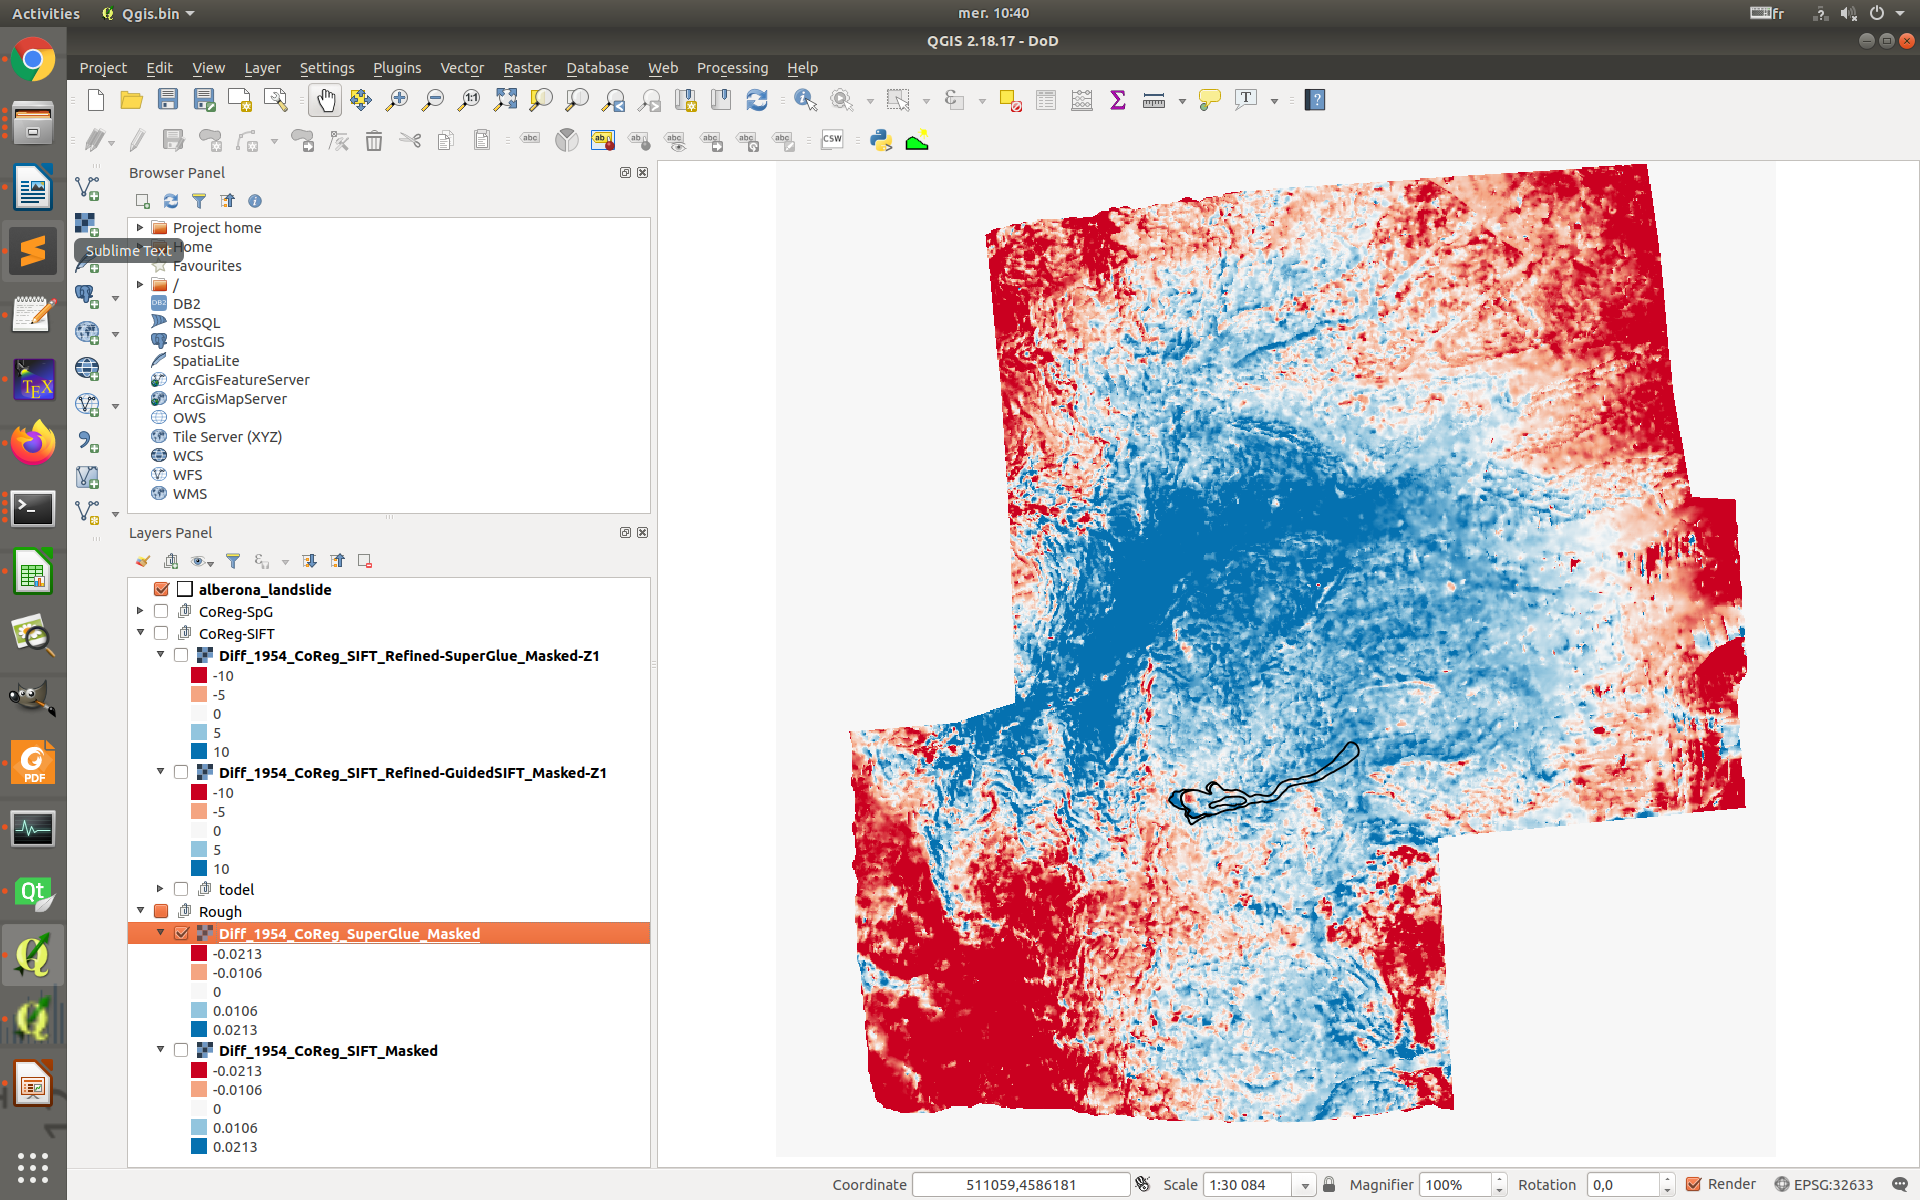 Activities
Qgis.bin
mer. 10:40
fr
QGIS 2.18.17 - DoD
Project Edit View Layer Settings Plugins Vector Raster Database Web Processing Help
Browser Panel
Project home
Home
Sublime Text
Favourites
/
DB2
MSSQL
PostGIS
SpatiaLite
ArcGisFeatureServer
ArcGisMapServer
OWS
Tile Server (XYZ)
WCS
WFS
WMS
Layers Panel
alberona_landslide
CoReg-SpG
CoReg-SIFT
Diff_1954_CoReg_SIFT_Refined-SuperGlue_Masked-Z1
-10
-5
0
5
10
Diff_1954_CoReg_SIFT_Refined-GuidedSIFT_Masked-Z1
-10
-5
0
5
10
todel
Rough
Diff_1954_CoReg_SuperGlue_Masked
-0.0213
-0.0106
0
0.0106
0.0213
Diff_1954_CoReg_SIFT_Masked
-0.0213
-0.0106
0
0.0106
0.0213
Coordinate 511059,4586181 Scale 1:30 084 Magnifier 100% Rotation 0,0 Render EPSG:32633